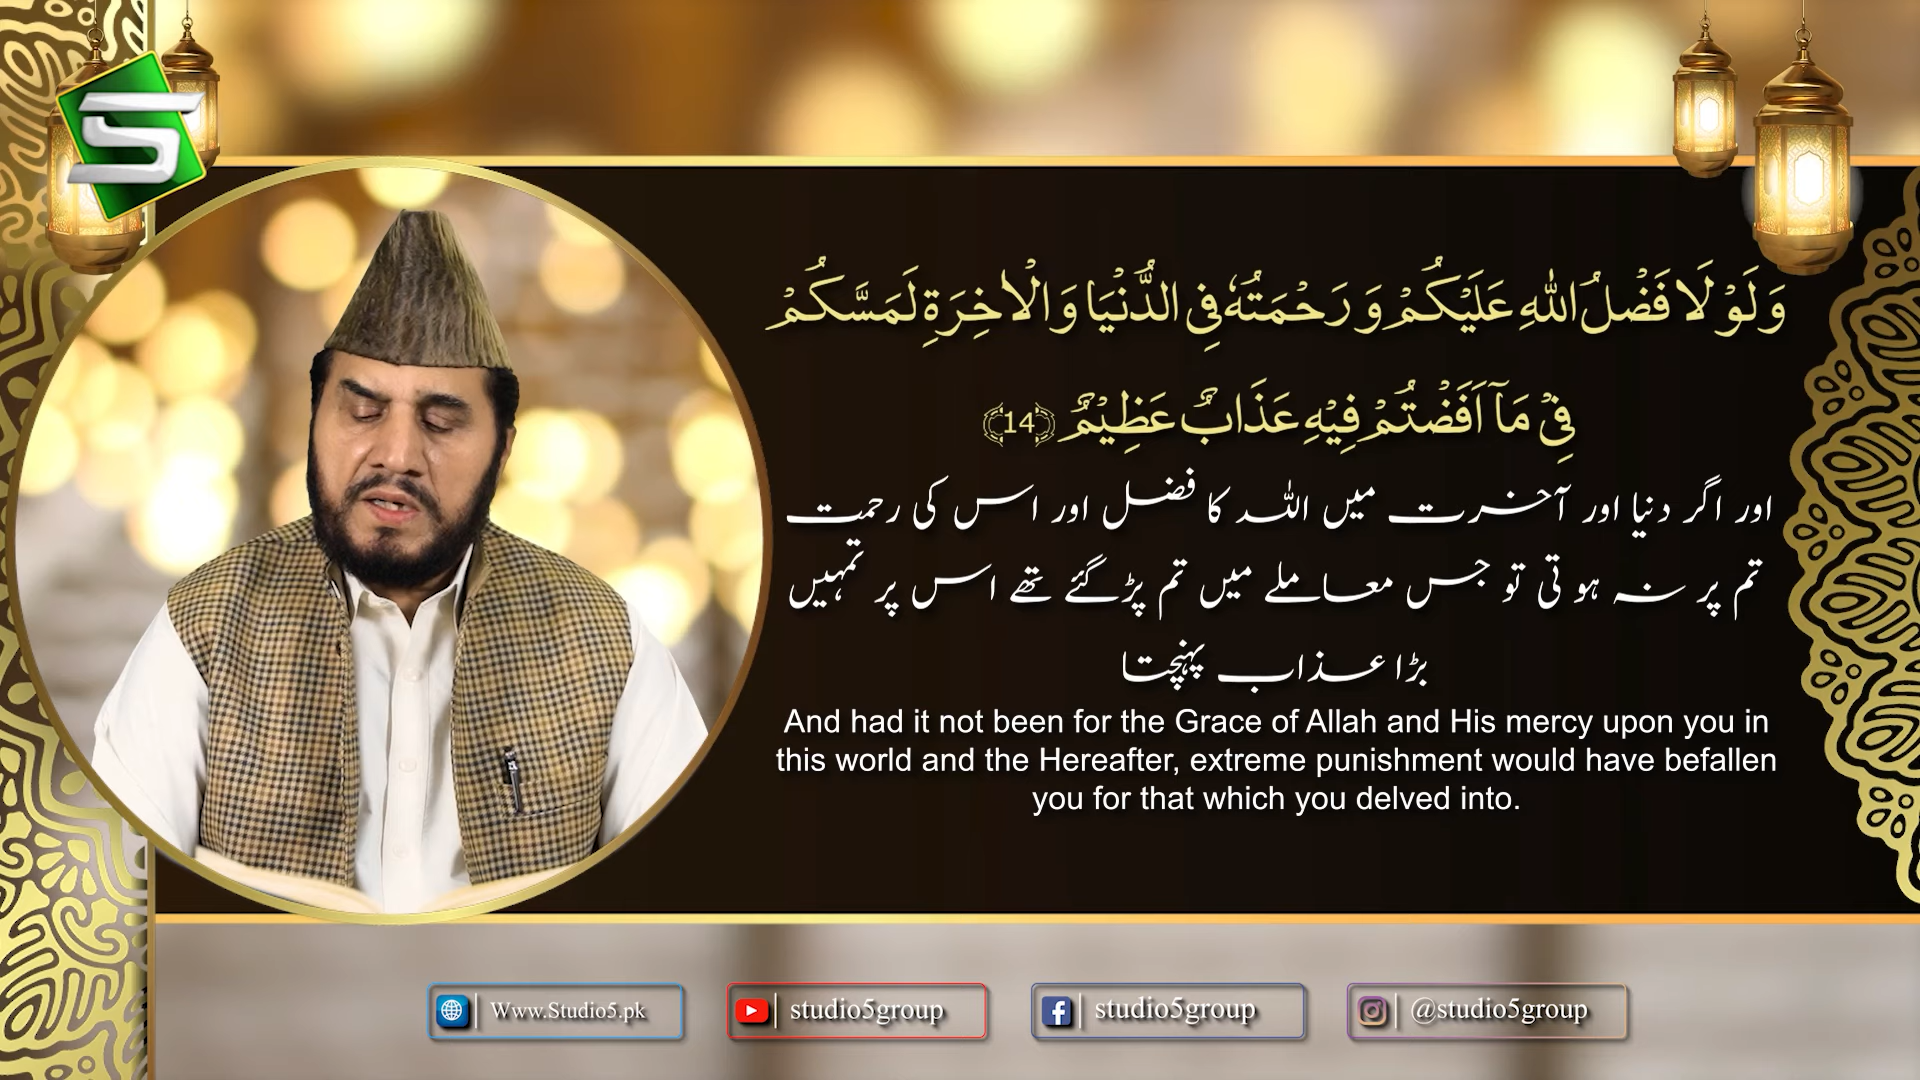 وَ لَوْ لَا فَضْلُ اللّٰهِ عَلَیْكُمْ وَ رَحْمَتُهٗ فِی الدُّنْیَا وَ الْاٰخِرَةِ لَمَسَّكُمْ
فِیْ مَاۤ اَفَضْتُمْ فِیْهِ عَذَابٌ عَظِیْمٌ (14)
اور اگر دنیا اور آخرت میں اللہ کا فضل اور اس کی رحمت
تم پر نہ ہوتی تو جس معاملے میں تم پڑ گئے تھے اس پر تمہیں
بڑا عذاب پہنچتا
And had it not been for the Grace of Allah and His mercy upon you in
this world and the Hereafter, extreme punishment would have befallen
you for that which you delved into.
Www.Studio5.pk
studio5group
studio5group
@studio5group